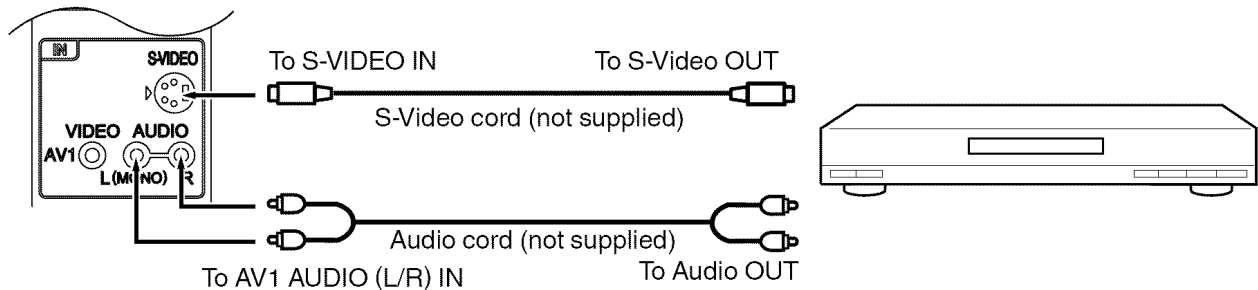 IN
S-VIDEO
To S-VIDEO IN
To S-Video OUT
S-Video cord (not supplied)
VIDEO AUDIO
AV1
L (MONO) R
Audio cord (not supplied)
To AV1 AUDIO (L/R) IN
To Audio OUT